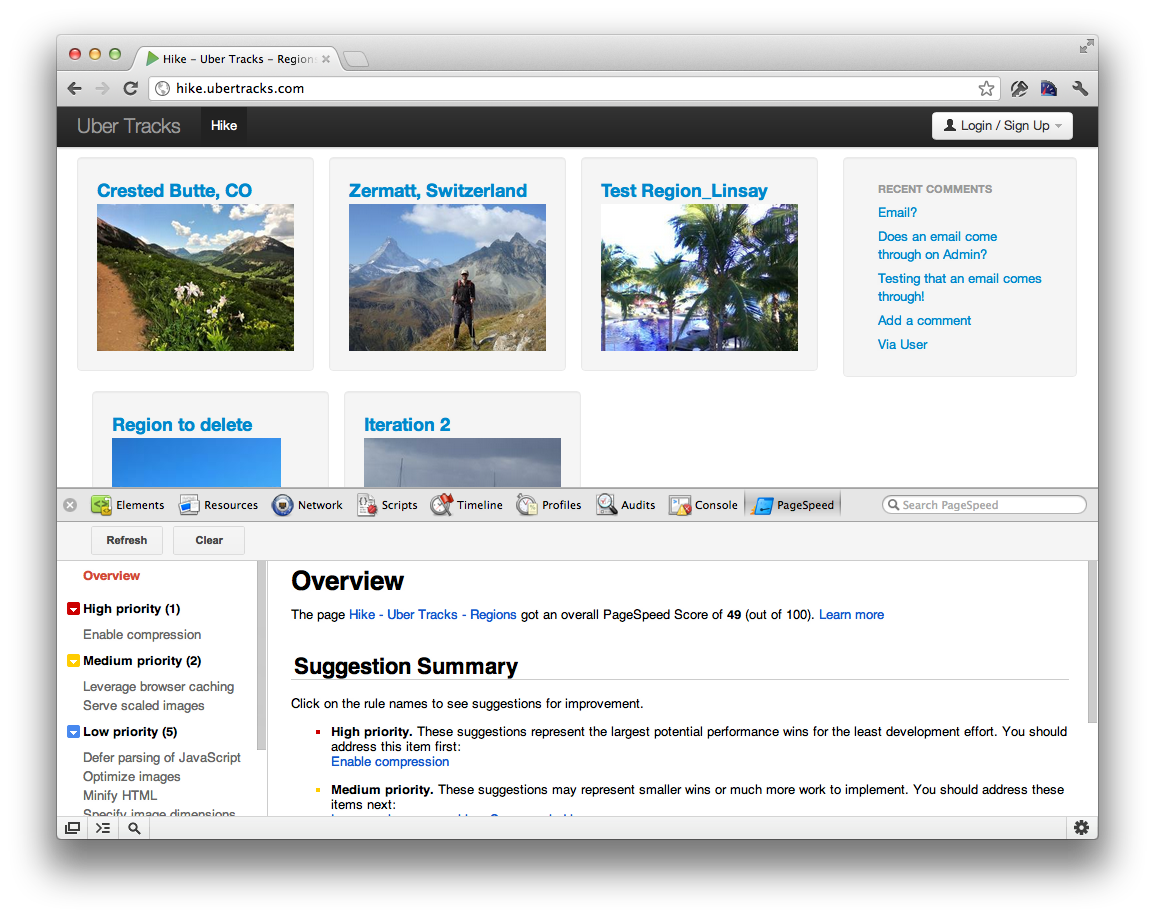 Hike – Uber Tracks – Region
hike.ubertracks.com
Uber Tracks
Hike
Login / Sign Up
Crested Butte, CO
Zermatt, Switzerland
Test Region_Linsay
RECENT COMMENTS
Email?
Does an email come
through on Admin?
Testing that an email comes
through!
Add a comment
Via User
Region to delete
Iteration 2
Elements
Resources
Network
Scripts
Timeline
Profiles
Audits
Console
PageSpeed
Search PageSpeed
Refresh
Clear
Overview
High priority (1)
Enable compression
Medium priority (2)
Leverage browser caching
Serve scaled images
Low priority (5)
Defer parsing of JavaScript
Optimize images
Minify HTML
Specify image dimensions
Overview
The page Hike - Uber Tracks - Regions got an overall PageSpeed Score of 49 (out of 100). Learn more
Suggestion Summary
Click on the rule names to see suggestions for improvement.
High priority. These suggestions represent the largest potential performance wins for the least development effort. You should
address this item first:
Enable compression
Medium priority. These suggestions may represent smaller wins or much more work to implement. You should address these
items next: